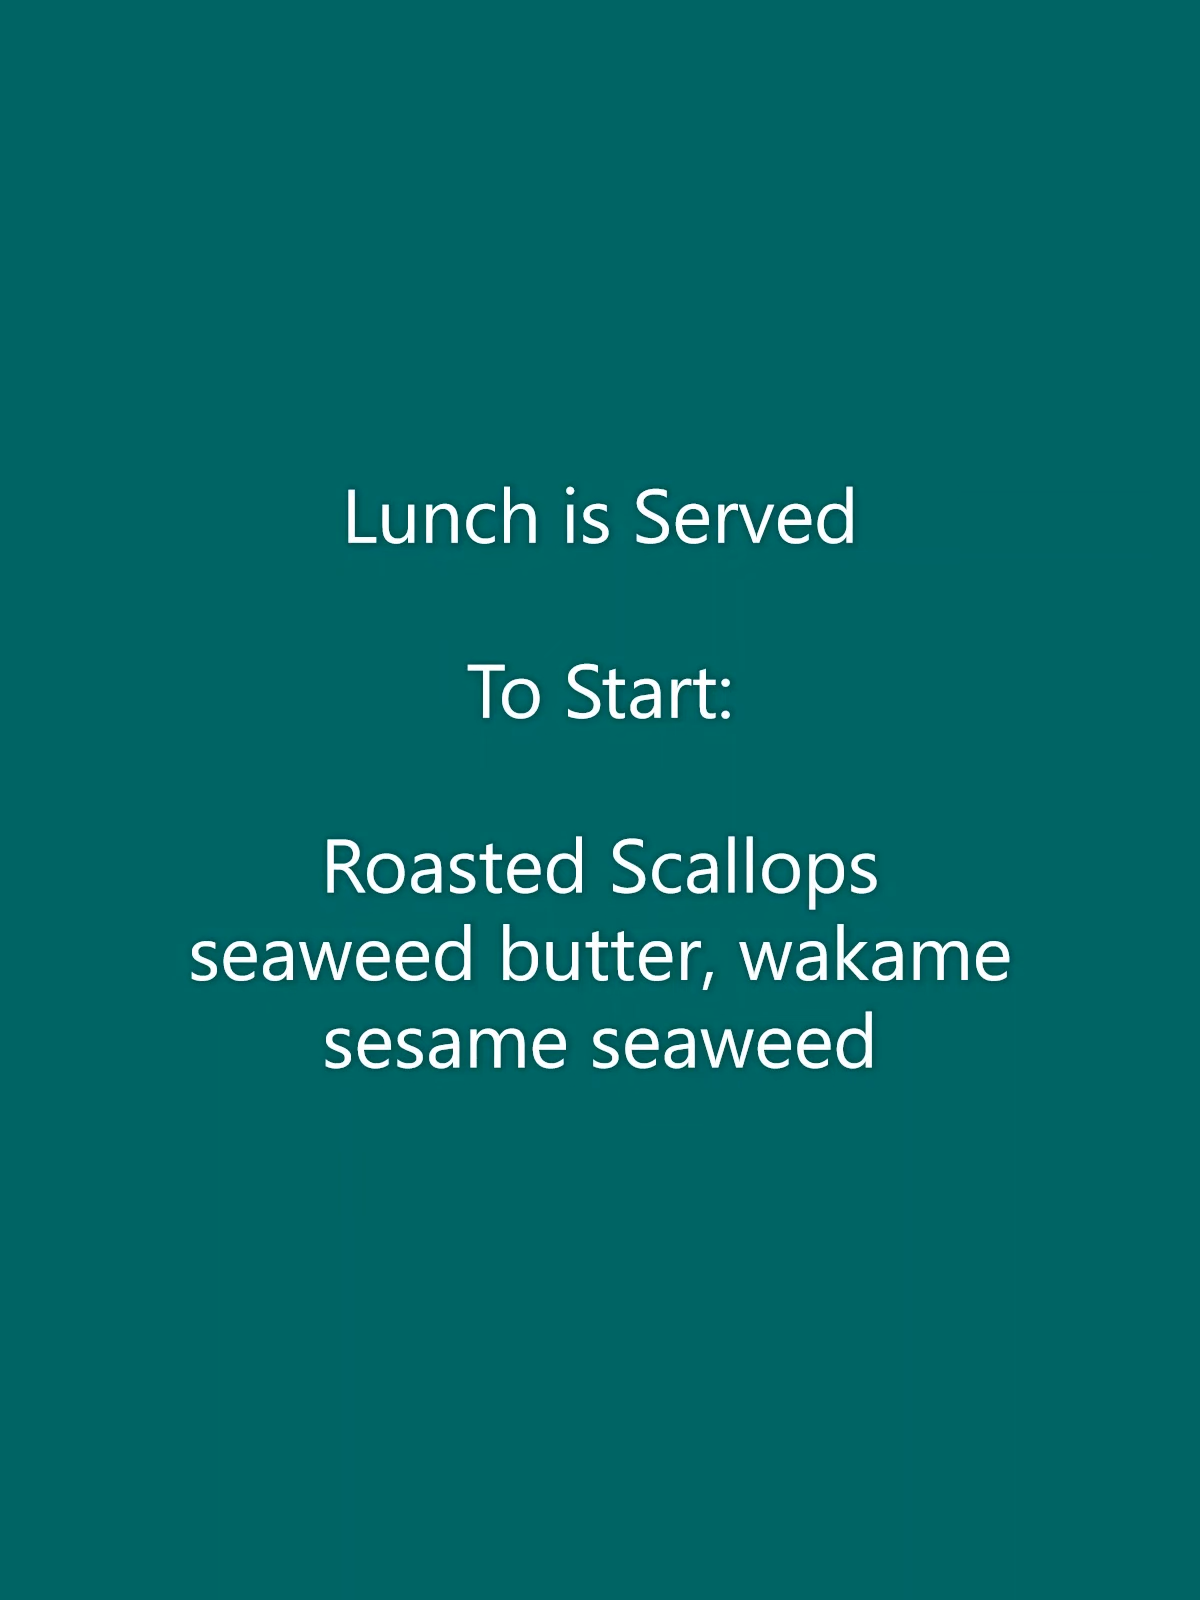 Lunch is Served
To Start:
Roasted Scallops
seaweed butter, wakame
sesame seaweed